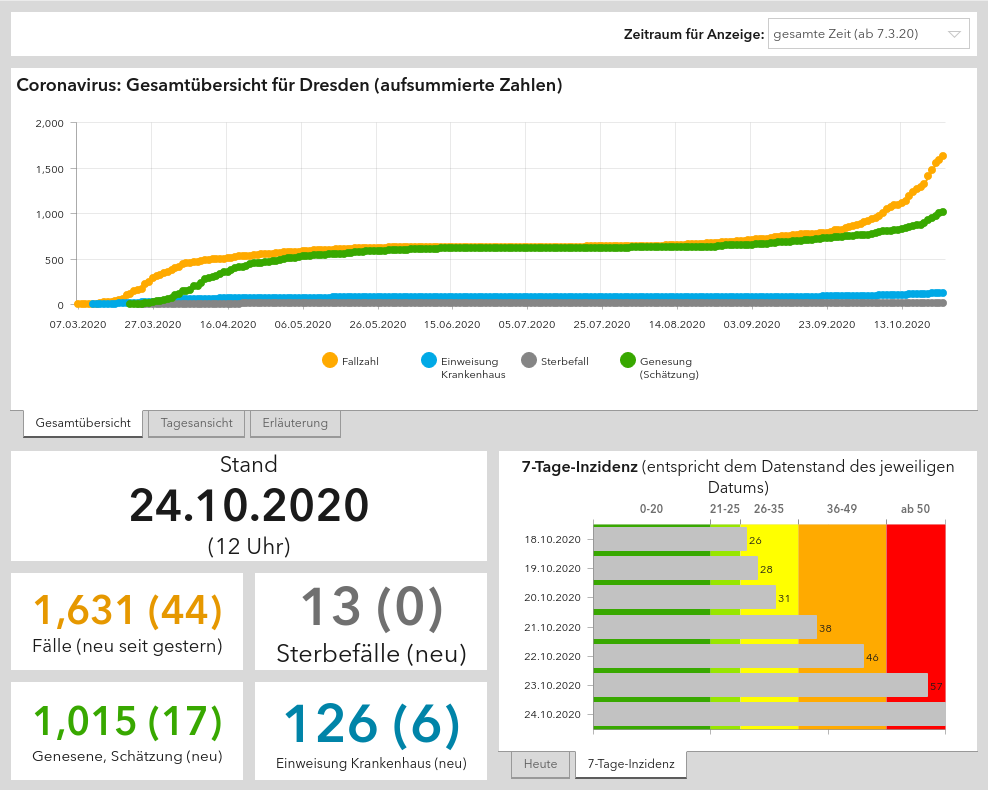 Zeitraum für Anzeige: gesamte Zeit (ab 7.3.20)
Coronavirus: Gesamtübersicht für Dresden (aufsummierte Zahlen)
2,000
1,500
1,000
500
0
07.03.2020 27.03.2020 16.04.2020 06.05.2020 26.05.2020 15.06.2020 05.07.2020 25.07.2020 14.08.2020 03.09.2020 23.09.2020 13.10.2020
Fallzahl Einweisung Sterbefall Genesung
Krankenhaus (Schätzung)
Gesamtübersicht Tagesansicht Erläuterung
Stand
24.10.2020
(12 Uhr)
1,631 (44)
Fälle (neu seit gestern)
13 (0)
Sterbefälle (neu)
1,015 (17)
Genesene, Schätzung (neu)
126 (6)
Einweisung Krankenhaus (neu)
7-Tage-Inzidenz (entspricht dem Datenstand des jeweiligen
Datums)
0-20 21-25 26-35 36-49 ab 50
18.10.2020 26
19.10.2020 28
20.10.2020 31
21.10.2020 38
22.10.2020 46
23.10.2020 57
24.10.2020
Heute 7-Tage-Inzidenz